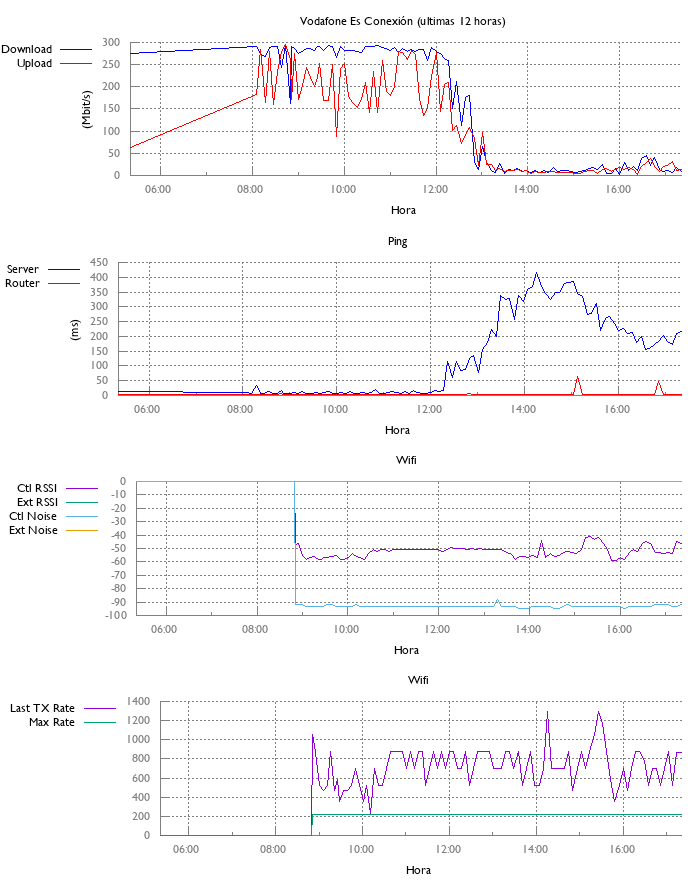 Vodafone Es Conexión (ultimas 12 horas)
Download
Upload
(Mbit/s)
300
250
200
150
100
50
0
06:00 08:00 10:00 12:00 14:00 16:00
Hora
Ping
Server
Router
(ms)
450
400
350
300
250
200
150
100
50
0
06:00 08:00 10:00 12:00 14:00 16:00
Hora
Wifi
Ctl RSSI
Ext RSSI
Ctl Noise
Ext Noise
0
-10
-20
-30
-40
-50
-60
-70
-80
-90
-100
06:00 08:00 10:00 12:00 14:00 16:00
Hora
Wifi
Last TX Rate
Max Rate
1400
1200
1000
800
600
400
200
0
06:00 08:00 10:00 12:00 14:00 16:00
Hora